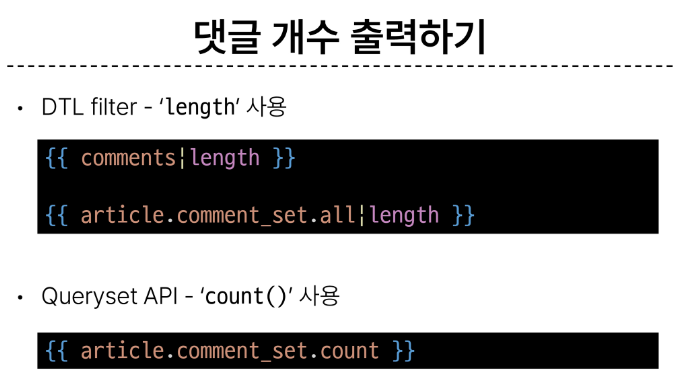 댓글 개수 출력하기
• DTL filter - ‘length’ 사용
{{ comments|length }}
{{ article.comment_set.all|length }}
• Queryset API - ‘count()’ 사용
{{ article.comment_set.count }}